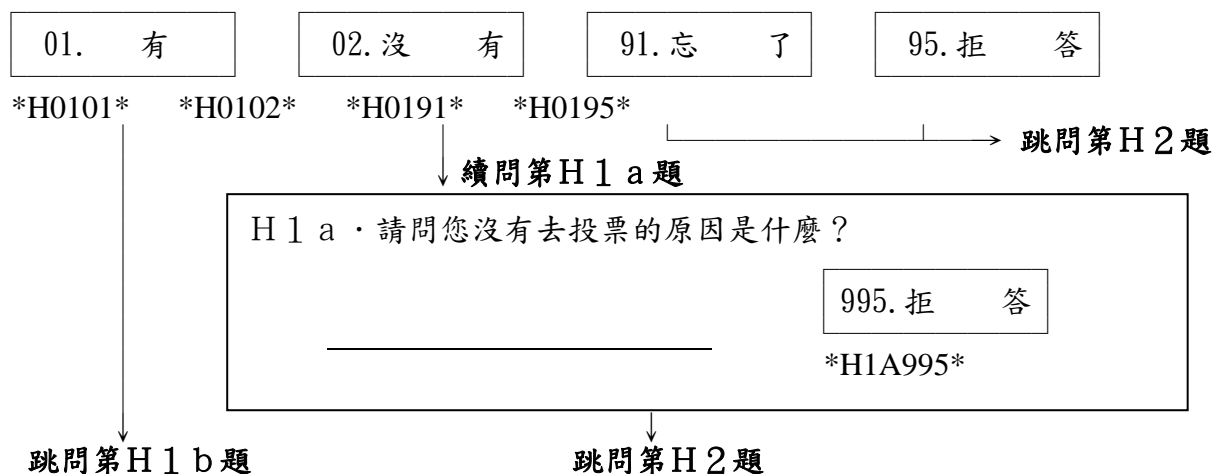 01. 有 02.沒 有 91.忘 了 95.拒 答
*H0101* *H0102* *H0191* *H0195*
跳問第H2題
續問第H1a題
H1a．請問您沒有去投票的原因是什麼？
995.拒 答
*H1A995*
跳問第H1b題 跳問第H2題